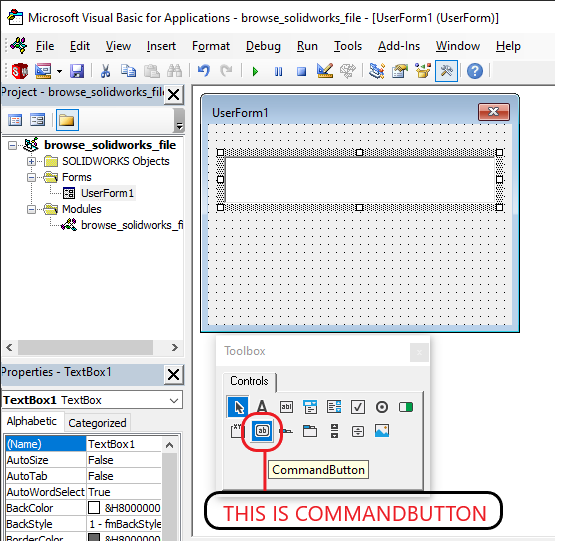 Microsoft Visual Basic for Applications - browse_solidworks_file - [UserForm1 (UserForm)]
File Edit View Insert Format Debug Run Tools Add-Ins Window Help
Project - browse_solidworks_file
browse_solidworks_file
SOLIDWORKS Objects
Forms
UserForm1
Modules
browse_solidworks_fi
Properties - TextBox1
TextBox1 TextBox
Alphabetic Categorized
(Name) TextBox1
AutoSize False
AutoTab False
AutoWordSelect True
BackColor &H8000000
BackStyle 1 - fmBackStyle
BorderColor &H8000000
UserForm1
Toolbox
Controls
A ab|
XY
ab
CommandButton
THIS IS COMMANDBUTTON